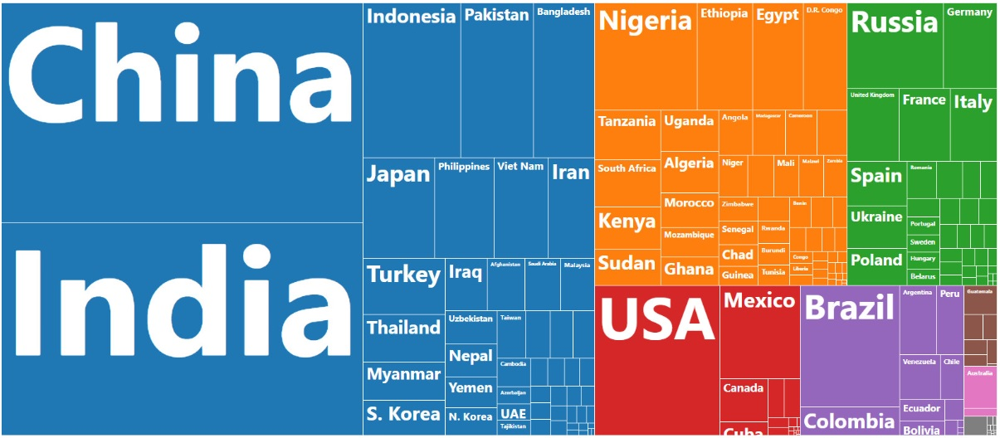 China
India
Indonesia
Pakistan
Bangladesh
Japan
Philippines
Viet Nam
Iran
Turkey
Iraq
Afghanistan
Saudi Arabia
Malaysia
Thailand
Uzbekistan
Taiwan
Nepal
Myanmar
Cambodia
Yemen
Azerbaijan
S. Korea
N. Korea
UAE
Tajikistan
Nigeria
Ethiopia
Egypt
D.R. Congo
Tanzania
Uganda
Angola
Madagascar
Cameroon
South Africa
Algeria
Niger
Mali
Malawi
Zambia
Kenya
Morocco
Zimbabwe
Benin
Mozambique
Senegal
Rwanda
Sudan
Ghana
Chad
Burundi
Congo
Guinea
Tunisia
Liberia
Russia
Germany
United Kingdom
France
Italy
Spain
Romania
Ukraine
Portugal
Sweden
Poland
Hungary
Belarus
USA
Mexico
Canada
Cuba
Brazil
Argentina
Peru
Venezuela
Chile
Colombia
Ecuador
Bolivia
Guatemala
Australia